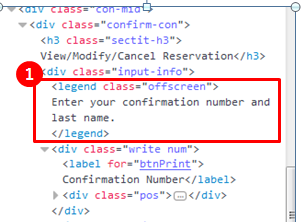 <div class="con-mid">
<div class="confirm-con">
<h3 class="sectit-h3">
View/Modify/Cancel Reservation</h3>
<div class="input-info">
1
<legend class="offscreen">
Enter your confirmation number and
last name.
</legend>
<div class="write num">
<label for="btnPrint">
Confirmation Number</label>
<div class="pos">…</div>
</div>